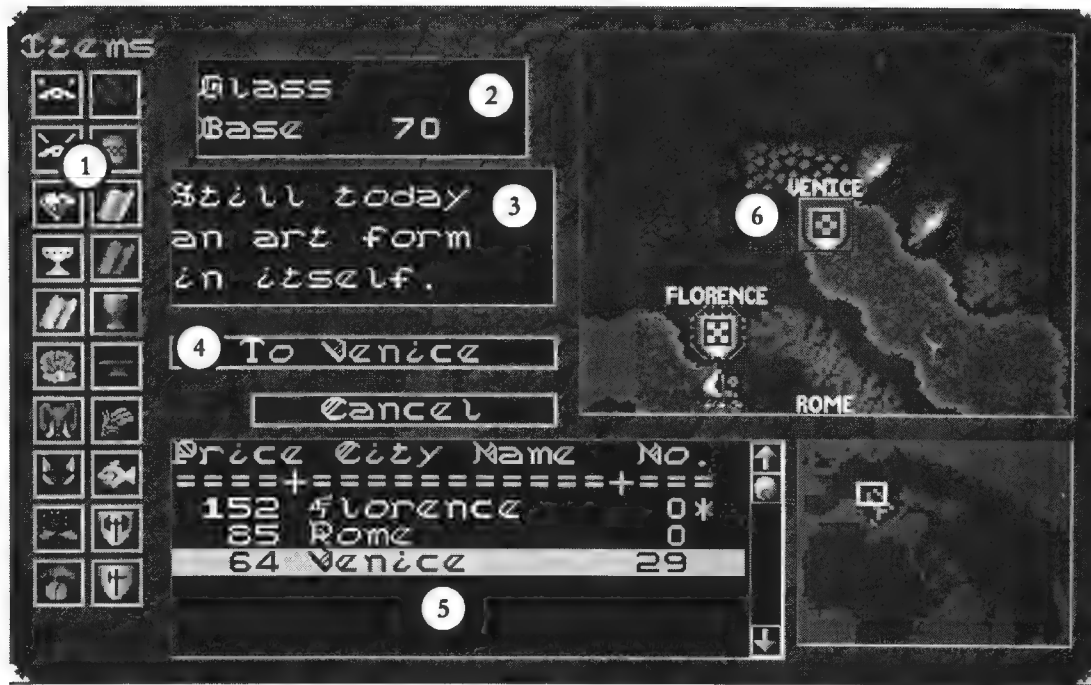 Items
1
Glass
Base 70
2
Still today
an art form
in itself.
3
4
To Venice
Cancel
Price City Name No.
=====+=============+====
152 Florence 0*
85 Rome 0
64 Venice 29
5
VENICE
6
FLORENCE
ROME